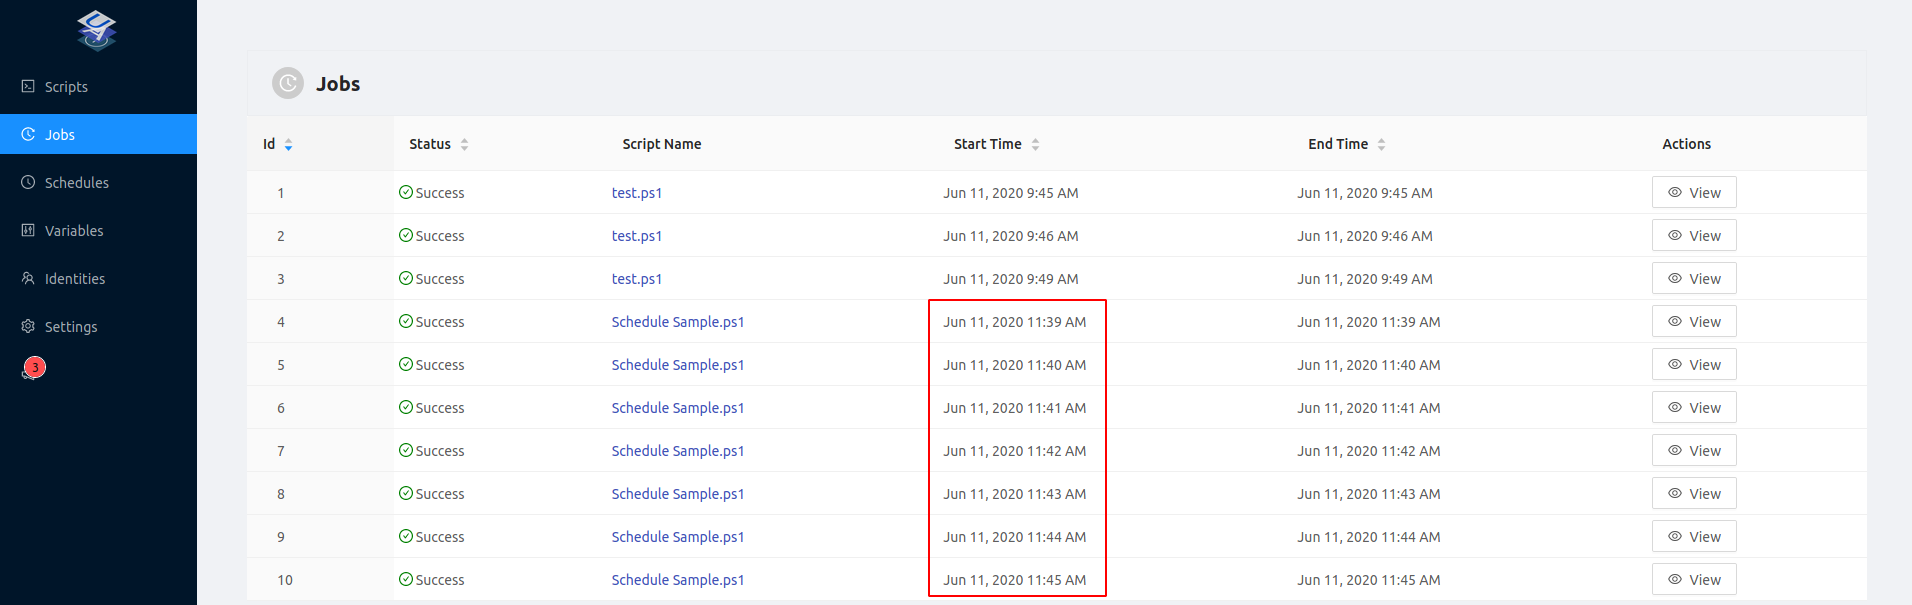 Scripts
Jobs
Schedules
Variables
Identities
Settings
3
Jobs
Id Status Script Name Start Time End Time Actions
1 Success test.ps1 Jun 11, 2020 9:45 AM Jun 11, 2020 9:45 AM View
2 Success test.ps1 Jun 11, 2020 9:46 AM Jun 11, 2020 9:46 AM View
3 Success test.ps1 Jun 11, 2020 9:49 AM Jun 11, 2020 9:49 AM View
4 Success Schedule Sample.ps1 Jun 11, 2020 11:39 AM Jun 11, 2020 11:39 AM View
5 Success Schedule Sample.ps1 Jun 11, 2020 11:40 AM Jun 11, 2020 11:40 AM View
6 Success Schedule Sample.ps1 Jun 11, 2020 11:41 AM Jun 11, 2020 11:41 AM View
7 Success Schedule Sample.ps1 Jun 11, 2020 11:42 AM Jun 11, 2020 11:42 AM View
8 Success Schedule Sample.ps1 Jun 11, 2020 11:43 AM Jun 11, 2020 11:43 AM View
9 Success Schedule Sample.ps1 Jun 11, 2020 11:44 AM Jun 11, 2020 11:44 AM View
10 Success Schedule Sample.ps1 Jun 11, 2020 11:45 AM Jun 11, 2020 11:45 AM View